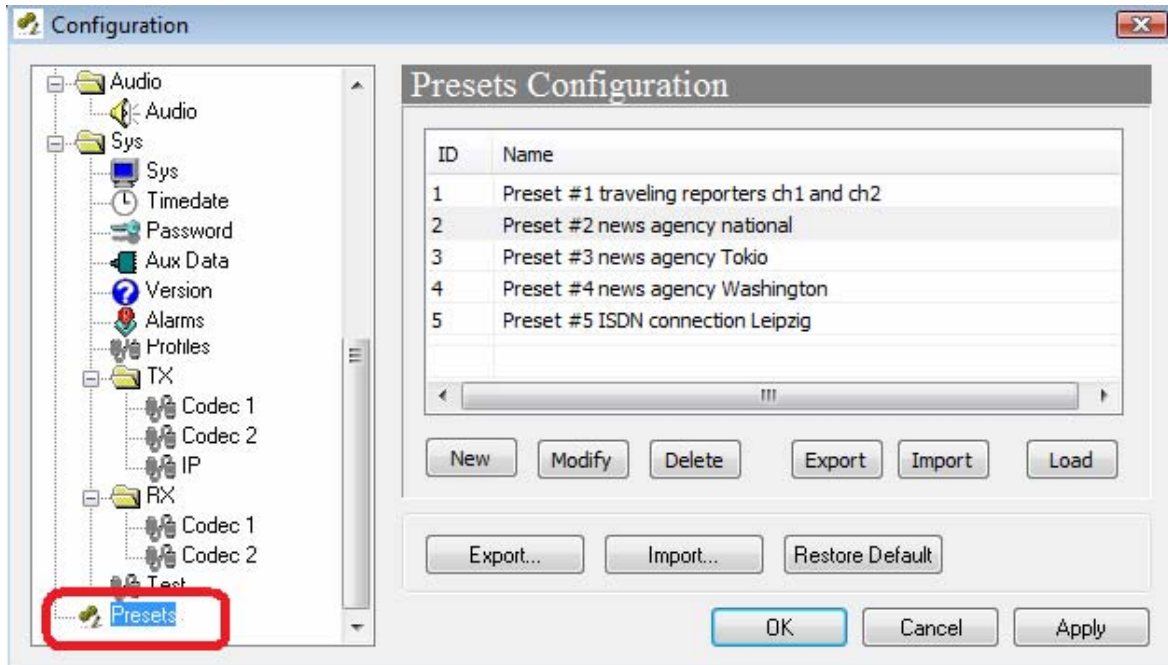 Configuration
Audio
Audio
Sys
Sys
Timedate
Password
Aux Data
Version
Alarms
Profiles
TX
Codec 1
Codec 2
IP
RX
Codec 1
Codec 2
Test
Presets
Presets Configuration
ID Name
1 Preset #1 traveling reporters ch1 and ch2
2 Preset #2 news agency national
3 Preset #3 news agency Tokio
4 Preset #4 news agency Washington
5 Preset #5 ISDN connection Leipzig
New Modify Delete Export Import Load
Export... Import... Restore Default
OK Cancel Apply